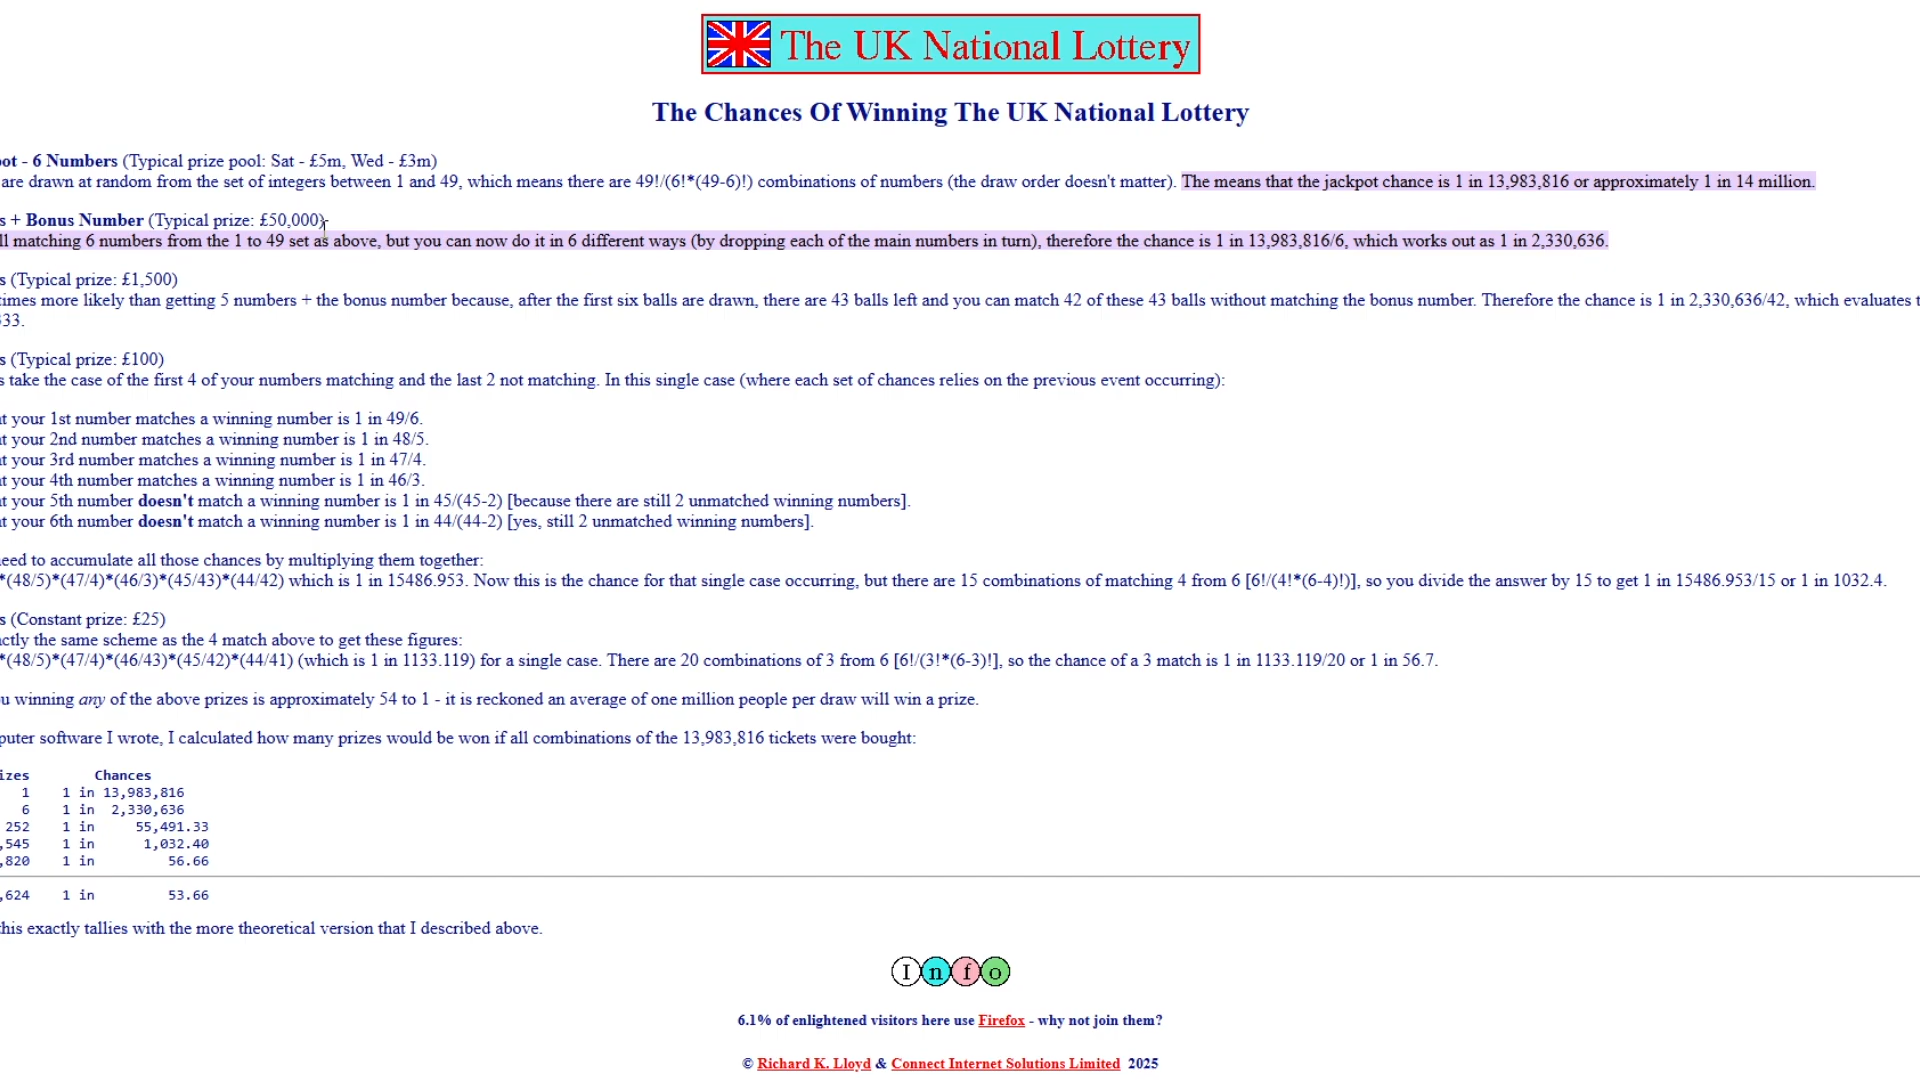 The UK National Lottery
The Chances Of Winning The UK National Lottery
ot - 6 Numbers (Typical prize pool: Sat - £5m, Wed - £3m)
are drawn at random from the set of integers between 1 and 49, which means there are 49!/(6!*(49-6)!) combinations of numbers (the draw order doesn't matter). The means that the jackpot chance is 1 in 13,983,816 or approximately 1 in 14 million.
s + Bonus Number (Typical prize: £50,000)
ll matching 6 numbers from the 1 to 49 set as above, but you can now do it in 6 different ways (by dropping each of the main numbers in turn), therefore the chance is 1 in 13,983,816/6, which works out as 1 in 2,330,636.
s (Typical prize: £1,500)
times more likely than getting 5 numbers + the bonus number because, after the first six balls are drawn, there are 43 balls left and you can match 42 of these 43 balls without matching the bonus number. Therefore the chance is 1 in 2,330,636/42, which evaluates t
33.
s (Typical prize: £100)
s take the case of the first 4 of your numbers matching and the last 2 not matching. In this single case (where each set of chances relies on the previous event occurring):
at your 1st number matches a winning number is 1 in 49/6.
at your 2nd number matches a winning number is 1 in 48/5.
at your 3rd number matches a winning number is 1 in 47/4.
at your 4th number matches a winning number is 1 in 46/3.
at your 5th number doesn't match a winning number is 1 in 45/(45-2) [because there are still 2 unmatched winning numbers].
at your 6th number doesn't match a winning number is 1 in 44/(44-2) [yes, still 2 unmatched winning numbers].
need to accumulate all those chances by multiplying them together:
*(48/5)*(47/4)*(46/3)*(45/43)*(44/42) which is 1 in 15486.953. Now this is the chance for that single case occurring, but there are 15 combinations of matching 4 from 6 [6!/(4!*(6-4)!)], so you divide the answer by 15 to get 1 in 15486.953/15 or 1 in 1032.4.
s (Constant prize: £25)
actly the same scheme as the 4 match above to get these figures:
*(48/5)*(47/4)*(46/43)*(45/42)*(44/41) (which is 1 in 1133.119) for a single case. There are 20 combinations of 3 from 6 [6!/(3!*(6-3)!], so the chance of a 3 match is 1 in 1133.119/20 or 1 in 56.7.
u winning any of the above prizes is approximately 54 to 1 - it is reckoned an average of one million people per draw will win a prize.
puter software I wrote, I calculated how many prizes would be won if all combinations of the 13,983,816 tickets were bought:
izes Chances
1 1 in 13,983,816
6 1 in 2,330,636
252 1 in 55,491.33
,545 1 in 1,032.40
,820 1 in 56.66
,624 1 in 53.66
this exactly tallies with the more theoretical version that I described above.
Info
6.1% of enlightened visitors here use Firefox - why not join them?
© Richard K. Lloyd & Connect Internet Solutions Limited 2025